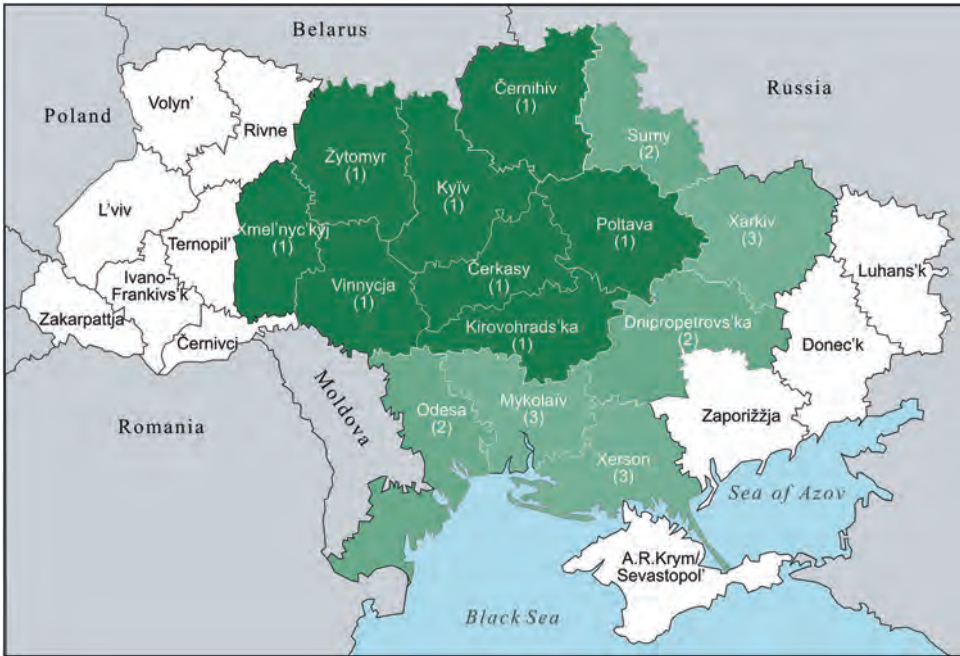 Belarus
Poland
Russia
Volyn'
Rivne
Černihiv
(1)
Sumy
(2)
Žytomyr
(1)
Kyïv
(1)
L'viv
Ternopil'
Xmel'nyc'kyj
(1)
Poltava
(1)
Xarkiv
(3)
Luhans'k
Ivano-
Frankivs'k
Vinnycja
(1)
Čerkasy
(1)
Zakarpattja
Černivci
Kirovohrads'ka
(1)
Dnipropetrovs'ka
(2)
Donec'k
Moldova
Romania
Odesa
(2)
Mykolaïv
(3)
Zaporižžja
Xerson
(3)
Sea of Azov
A.R.Krym/
Sevastopol'
Black Sea